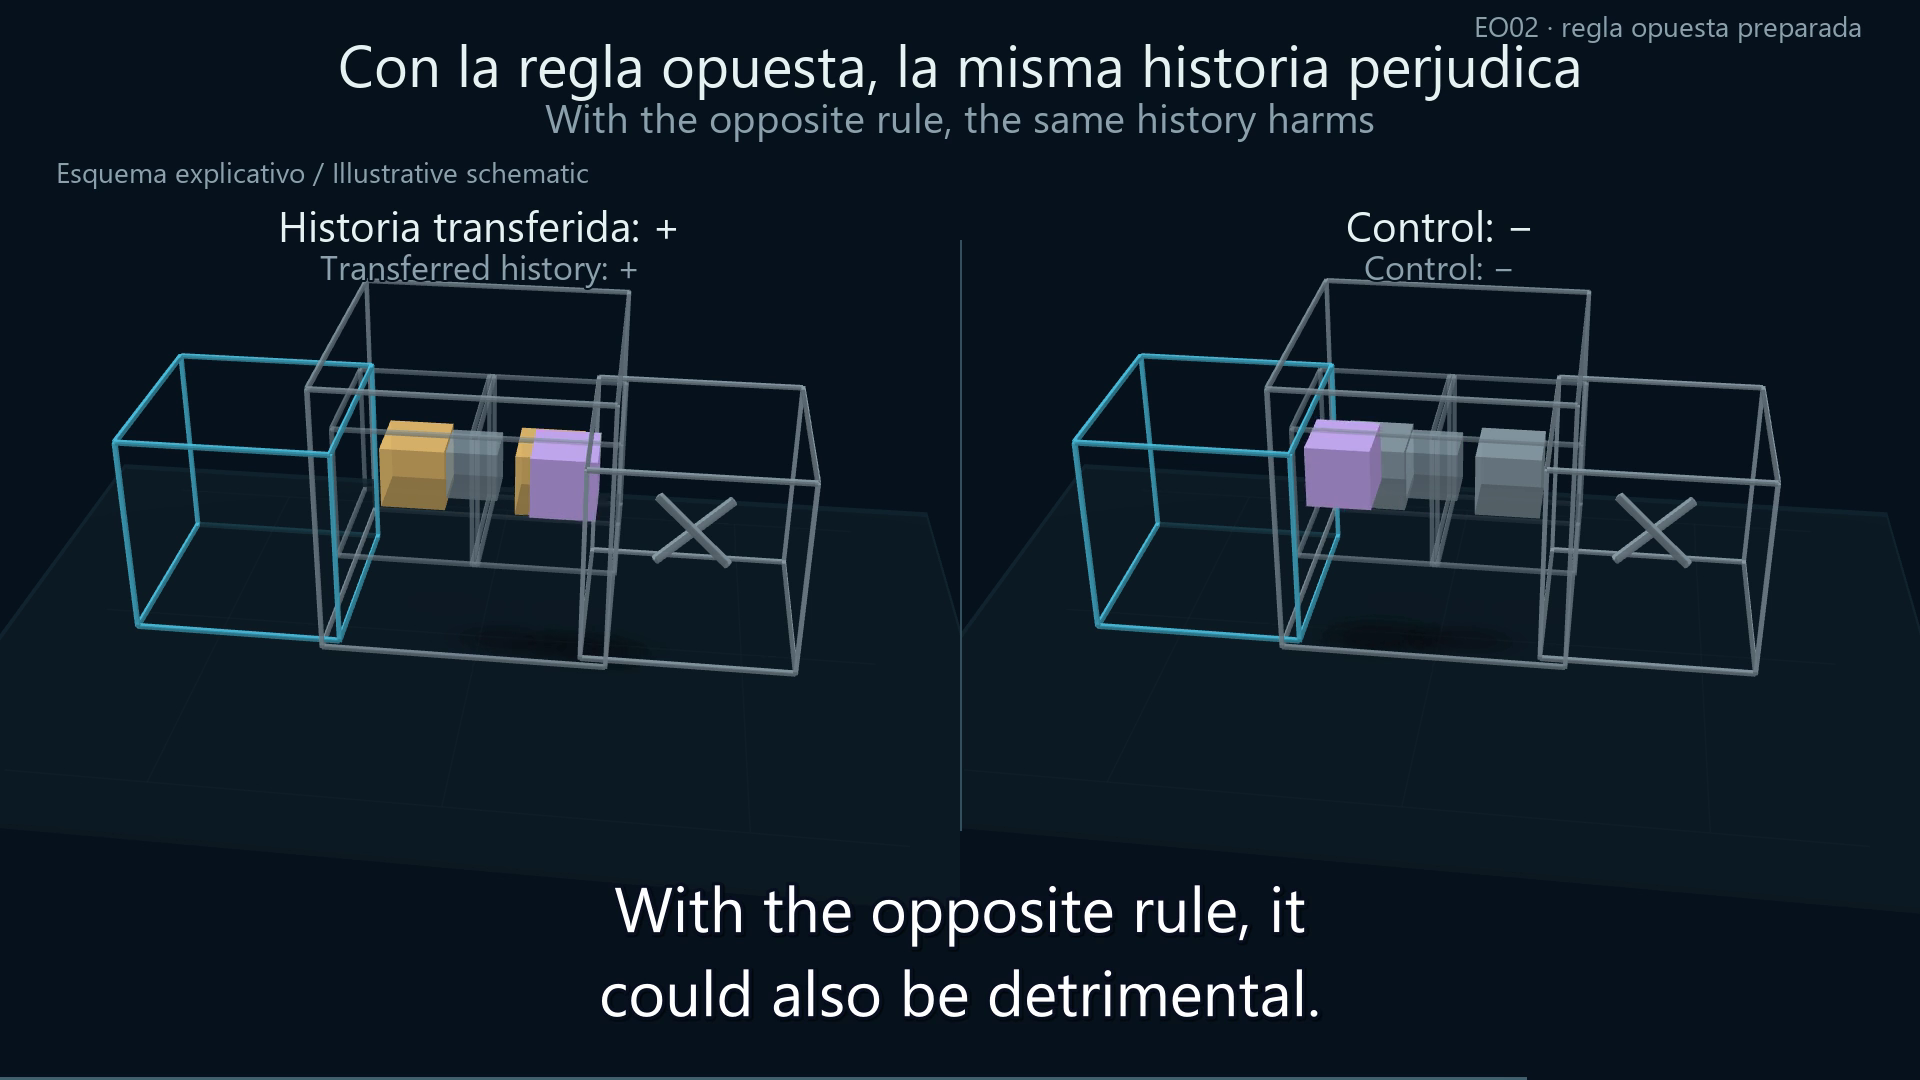 EO02 · regla opuesta preparada
Con la regla opuesta, la misma historia perjudica
With the opposite rule, the same history harms
Esquema explicativo / Illustrative schematic
Historia transferida: +
Transferred history: +
Control: −
Control: −
With the opposite rule, it
could also be detrimental.